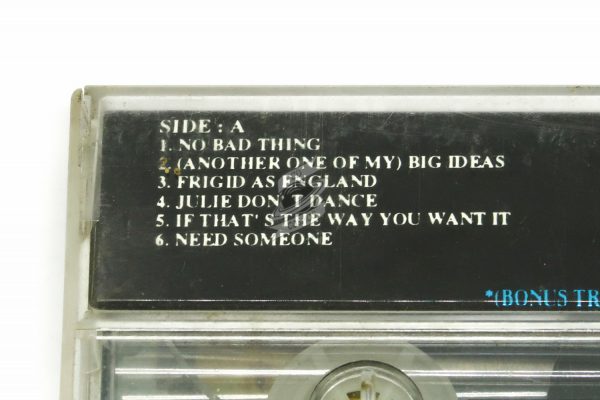 SIDE : A
1. NO BAD THING
2. (ANOTHER ONE OF MY) BIG IDEAS
3. FRIGID AS ENGLAND
4. JULIE DON'T DANCE
5. IF THAT'S THE WAY YOU WANT IT
6. NEED SOMEONE
*(BONUS TR